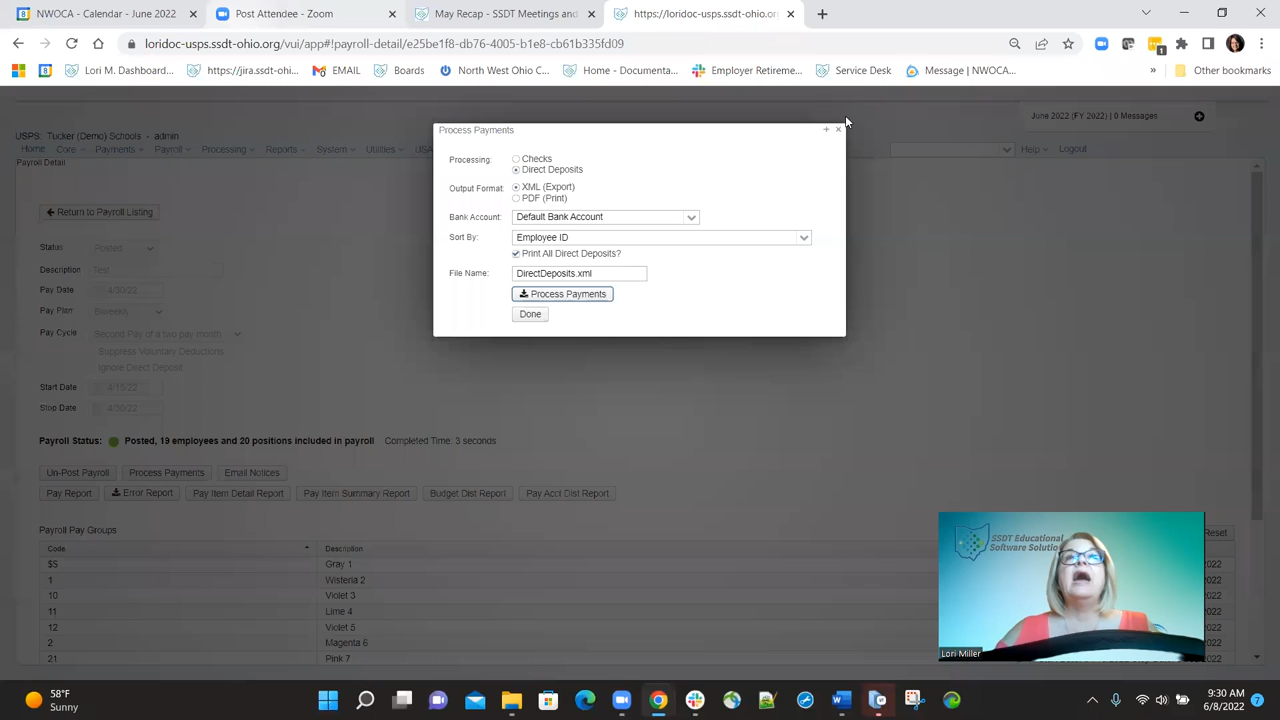 NWOCA - Calendar - June 2022
Post Attendee - Zoom
May Recap - SSDT Meetings and
https://loridoc-usps.ssdt-ohio.org
loridoc-usps.ssdt-ohio.org/vui/app#!payroll-detail/e25be1f8-db76-4005-b1cb-cb61b335fd09
Lori M. Dashboard...
https://jira.ssdt-ohi...
EMAIL
Boards
North West Ohio C...
Home - Documenta...
Employer Retireme...
Service Desk
Message | NWOCA...
Other bookmarks
USPS: Tucker (Demo) Schools - admin
June 2022 (FY 2022) | 0 Messages
Home Core Payments Payroll Processing Reports System Utilities USA Help Logout
Payroll Detail
Return to Payroll Listing
Status Posted
Description Test
Pay Date 4/30/22
Pay Plan Biweekly
Pay Cycle Second Pay of a two pay month
Suppress Voluntary Deductions
Ignore Direct Deposit
Start Date 4/15/22
Stop Date 4/30/22
Process Payments
Processing: Checks
Direct Deposits
Output Format: XML (Export)
PDF (Print)
Bank Account: Default Bank Account
Sort By: Employee ID
Print All Direct Deposits?
File Name: DirectDeposits.xml
Process Payments
Done
Payroll Status: Posted, 19 employees and 20 positions included in payroll Completed Time: 3 seconds
Un-Post Payroll Process Payments Email Notices
Pay Report Error Report Pay Item Detail Report Pay Item Summary Report Budget Dist Report Pay Acct Dist Report
Payroll Pay Groups
Reset
Code Description
$S Gray 1 2022
1 Wisteria 2 2022
10 Violet 3 2022
11 Lime 4 2022
12 Violet 5 2022
2 Magenta 6 2022
21 Pink 7 2022
SSDT Educational
Software Solutio
Lori Miller
58°F
Sunny
9:30 AM
6/8/2022